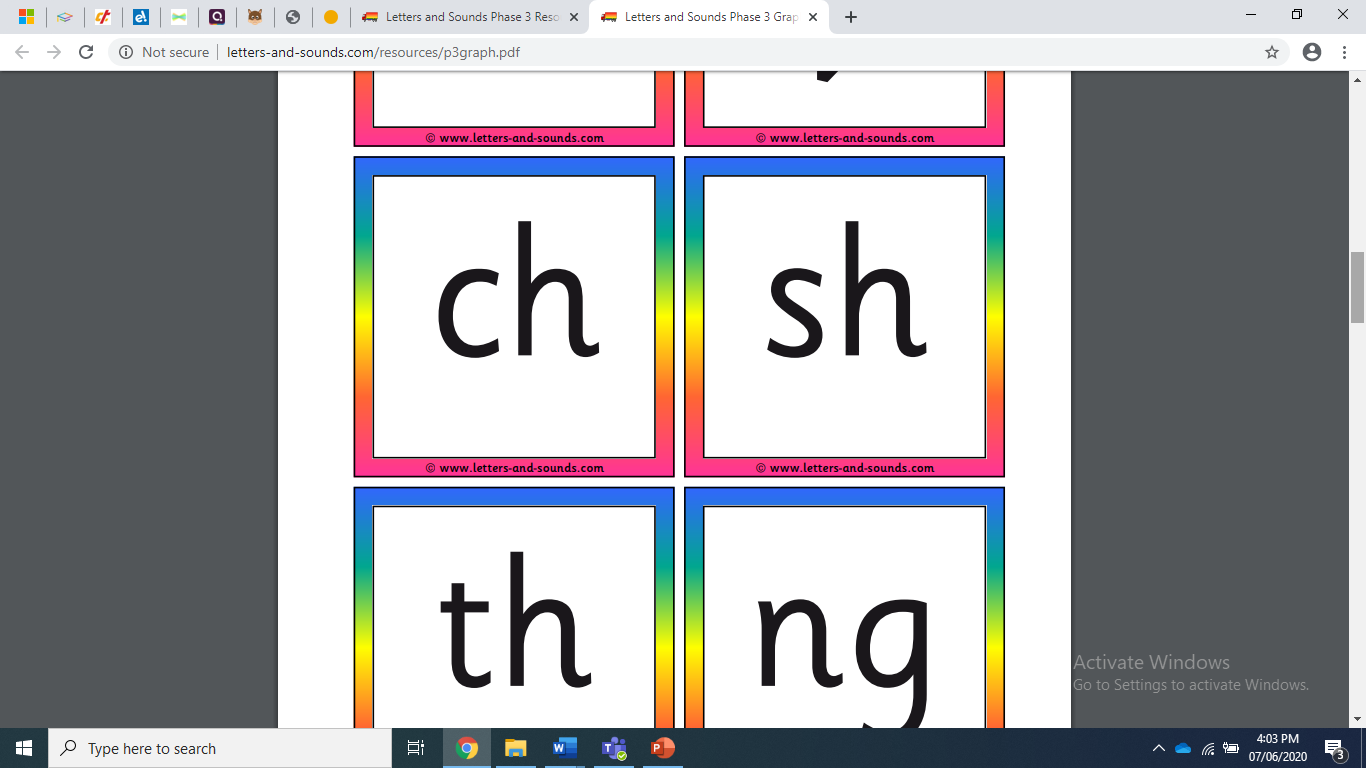 Letters and Sounds Phase 3 Reso
Letters and Sounds Phase 3 Grap
Not secure
letters-and-sounds.com/resources/p3graph.pdf
© www.letters-and-sounds.com
© www.letters-and-sounds.com
ch
sh
© www.letters-and-sounds.com
© www.letters-and-sounds.com
th
ng
Activate Windows
Go to Settings to activate Windows.
Type here to search
4:03 PM
07/06/2020
3